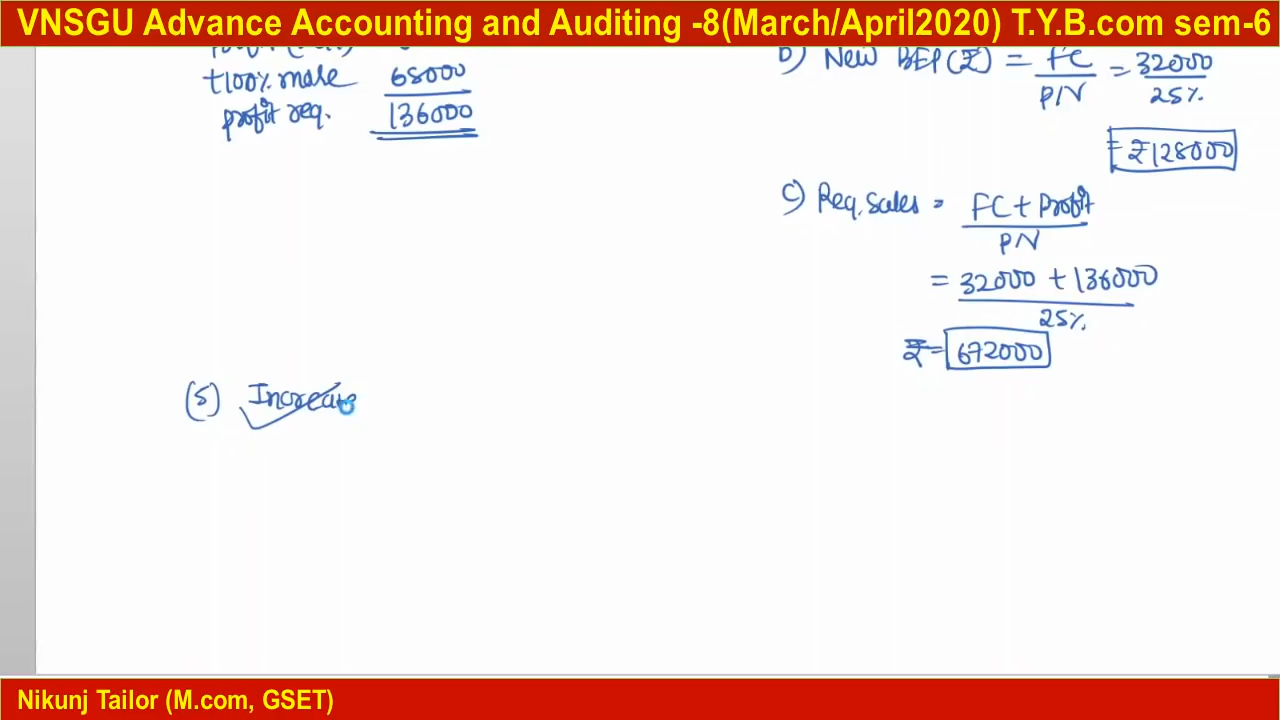 VNSGU Advance Accounting and Auditing -8(March/April2020) T.Y.B.com sem-6
+100% more 68000
profit req. 136000
b) New BEP(₹) = FC / P/V = 32000 / 25%
= ₹128000
c) Req. Sales = FC + Profit
P/V
= 32000 + 136000
25%
₹ = 672000
(5) Increase
Nikunj Tailor (M.com, GSET)